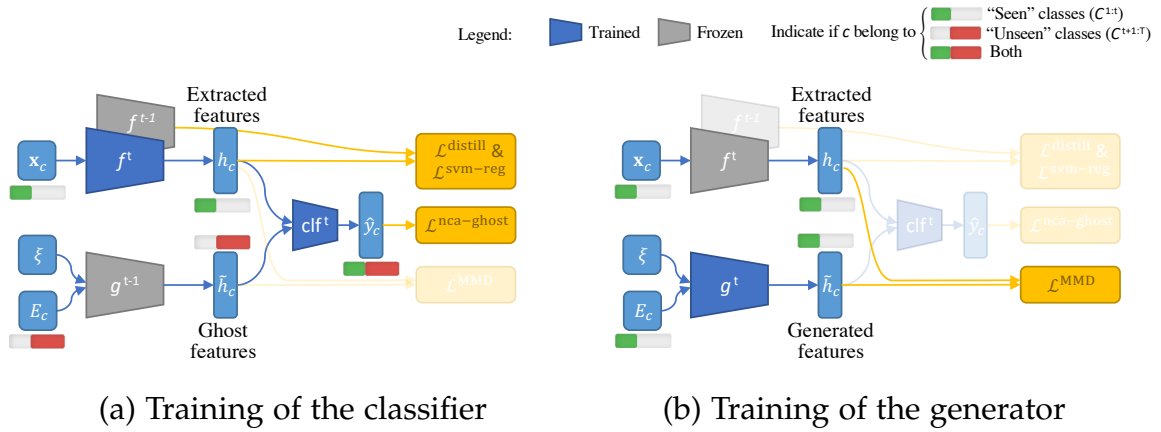 Legend:
Trained
Frozen
Indicate if c belong to
“Seen” classes (C^{1:t})
“Unseen” classes (C^{t+1:T})
Both
Extracted
features
f^{t-1}
x_c
f^t
h_c
ℒ^{distill} &
ℒ^{svm-reg}
clf^t
ŷ_c
ℒ^{nca-ghost}
ξ
E_c
g^{t-1}
h̃_c
ℒ^{MMD}
Ghost
features
(a) Training of the classifier
Extracted
features
f^{t-1}
x_c
f^t
h_c
ℒ^{distill} &
ℒ^{svm-reg}
clf^t
ŷ_c
ℒ^{nca-ghost}
ξ
E_c
g^t
h̃_c
ℒ^{MMD}
Generated
features
(b) Training of the generator